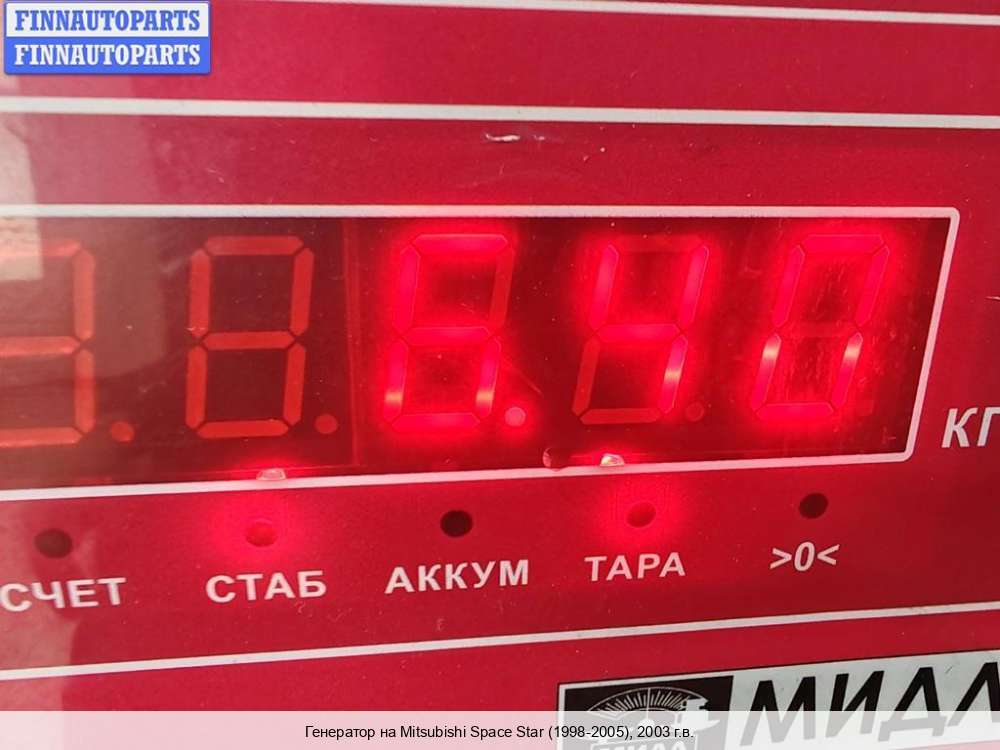 FINNAUTOPARTS
FINNAUTOPARTS
6.40
КГ
СЧЕТ СТАБ АККУМ ТАРА >0<
МИДЛ
Генератор на Mitsubishi Space Star (1998-2005), 2003 г.в.